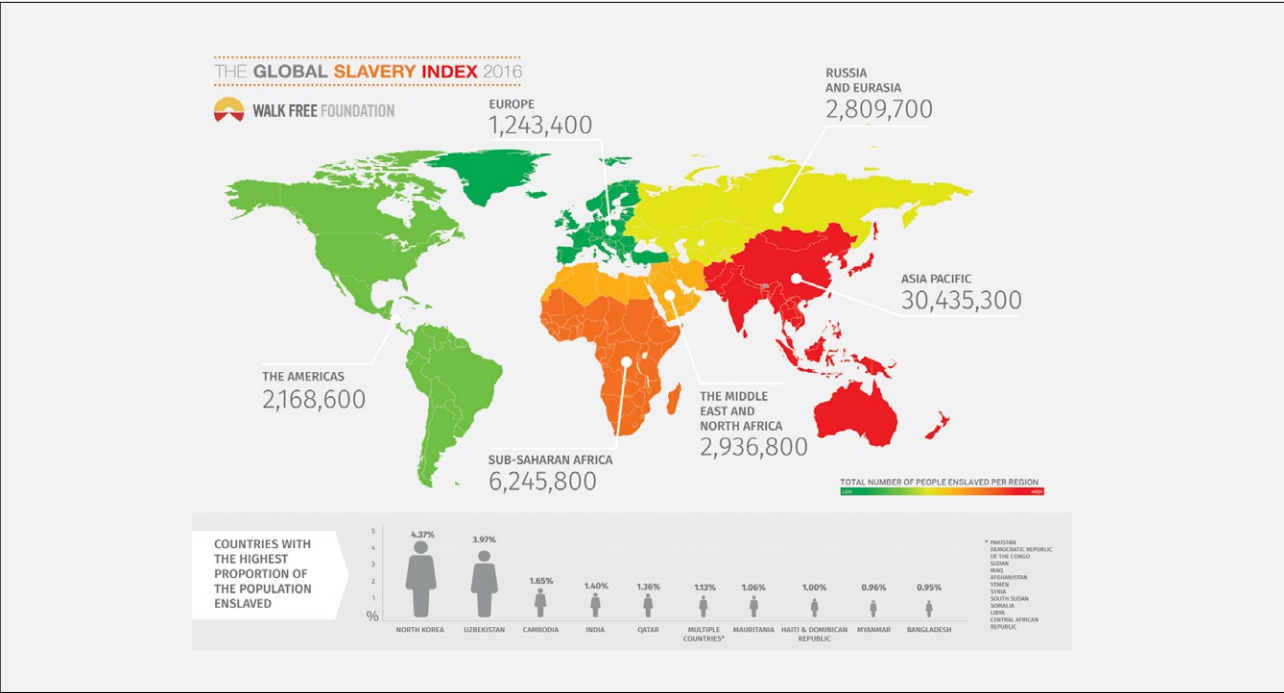 THE GLOBAL SLAVERY INDEX 2016
WALK FREE FOUNDATION
EUROPE
1,243,400
RUSSIA
AND EURASIA
2,809,700
ASIA PACIFIC
30,435,300
THE AMERICAS
2,168,600
THE MIDDLE
EAST AND
NORTH AFRICA
2,936,800
SUB-SAHARAN AFRICA
6,245,800
TOTAL NUMBER OF PEOPLE ENSLAVED PER REGION
LOW
HIGH
COUNTRIES WITH
THE HIGHEST
PROPORTION OF
THE POPULATION
ENSLAVED
5
4
3
2
1
%
4.37%
3.97%
1.65%
1.40%
1.36%
1.13%
1.06%
1.00%
0.96%
0.95%
NORTH KOREA
UZBEKISTAN
CAMBODIA
INDIA
QATAR
MULTIPLE
COUNTRIES*
MAURITANIA
HAITI & DOMINICAN
REPUBLIC
MYANMAR
BANGLADESH
* PAKISTAN
DEMOCRATIC REPUBLIC
OF THE CONGO
SUDAN
IRAQ
AFGHANISTAN
YEMEN
SYRIA
SOUTH SUDAN
SOMALIA
LIBYA
CENTRAL AFRICAN
REPUBLIC